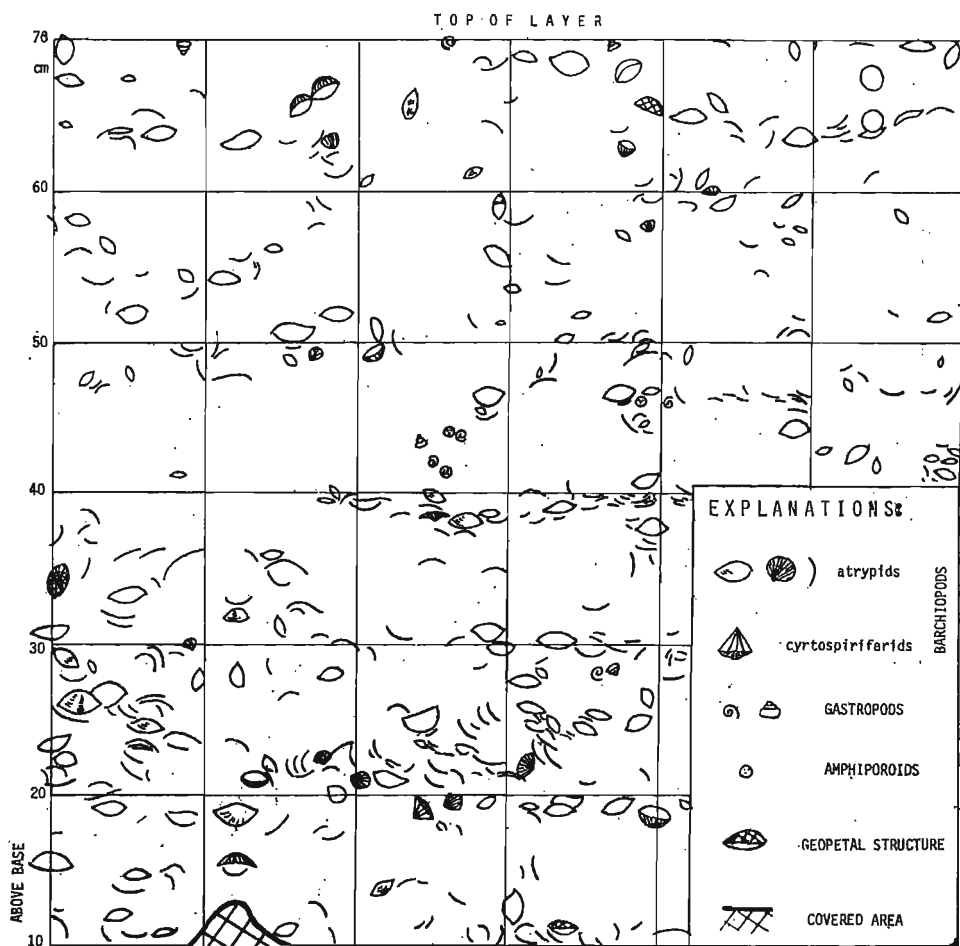 TOP OF LAYER
78
cm
60
50
40
30
20
10
ABOVE BASE
EXPLANATIONS:
atrypids
cyrtospirifarids
BARCHIOPODS
GASTROPODS
AMPHIPOROIDS
GEOPETAL STRUCTURE
COVERED AREA